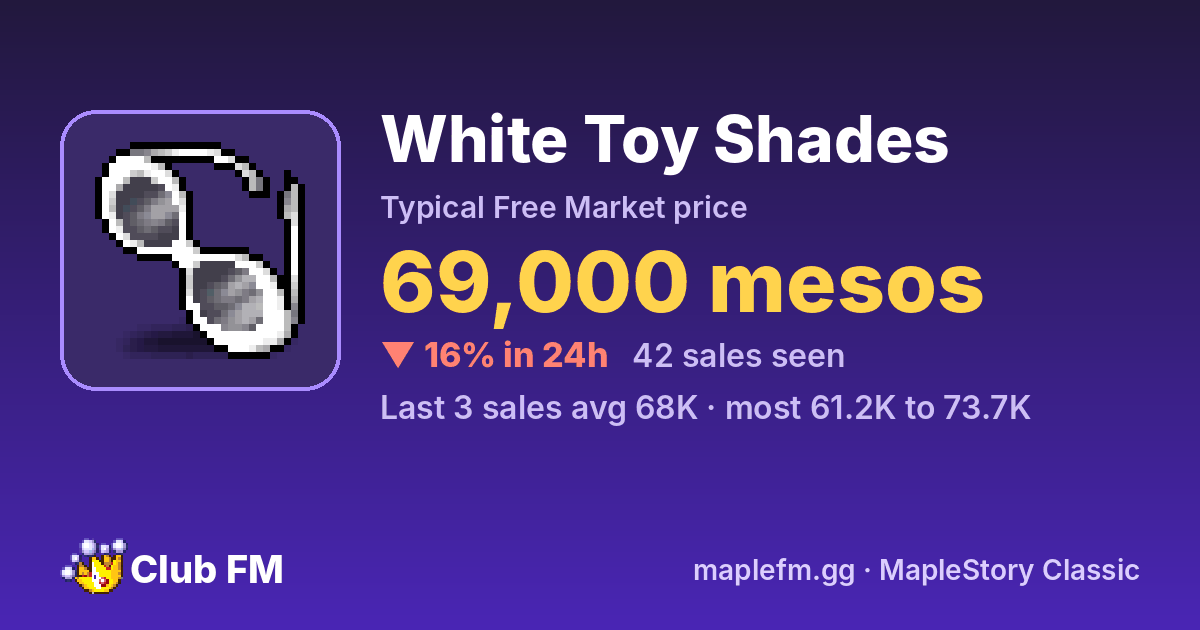 White Toy Shades
Typical Free Market price
69,000 mesos
▼ 16% in 24h 42 sales seen
Last 3 sales avg 68K · most 61.2K to 73.7K
Club FM
maplefm.gg · MapleStory Classic